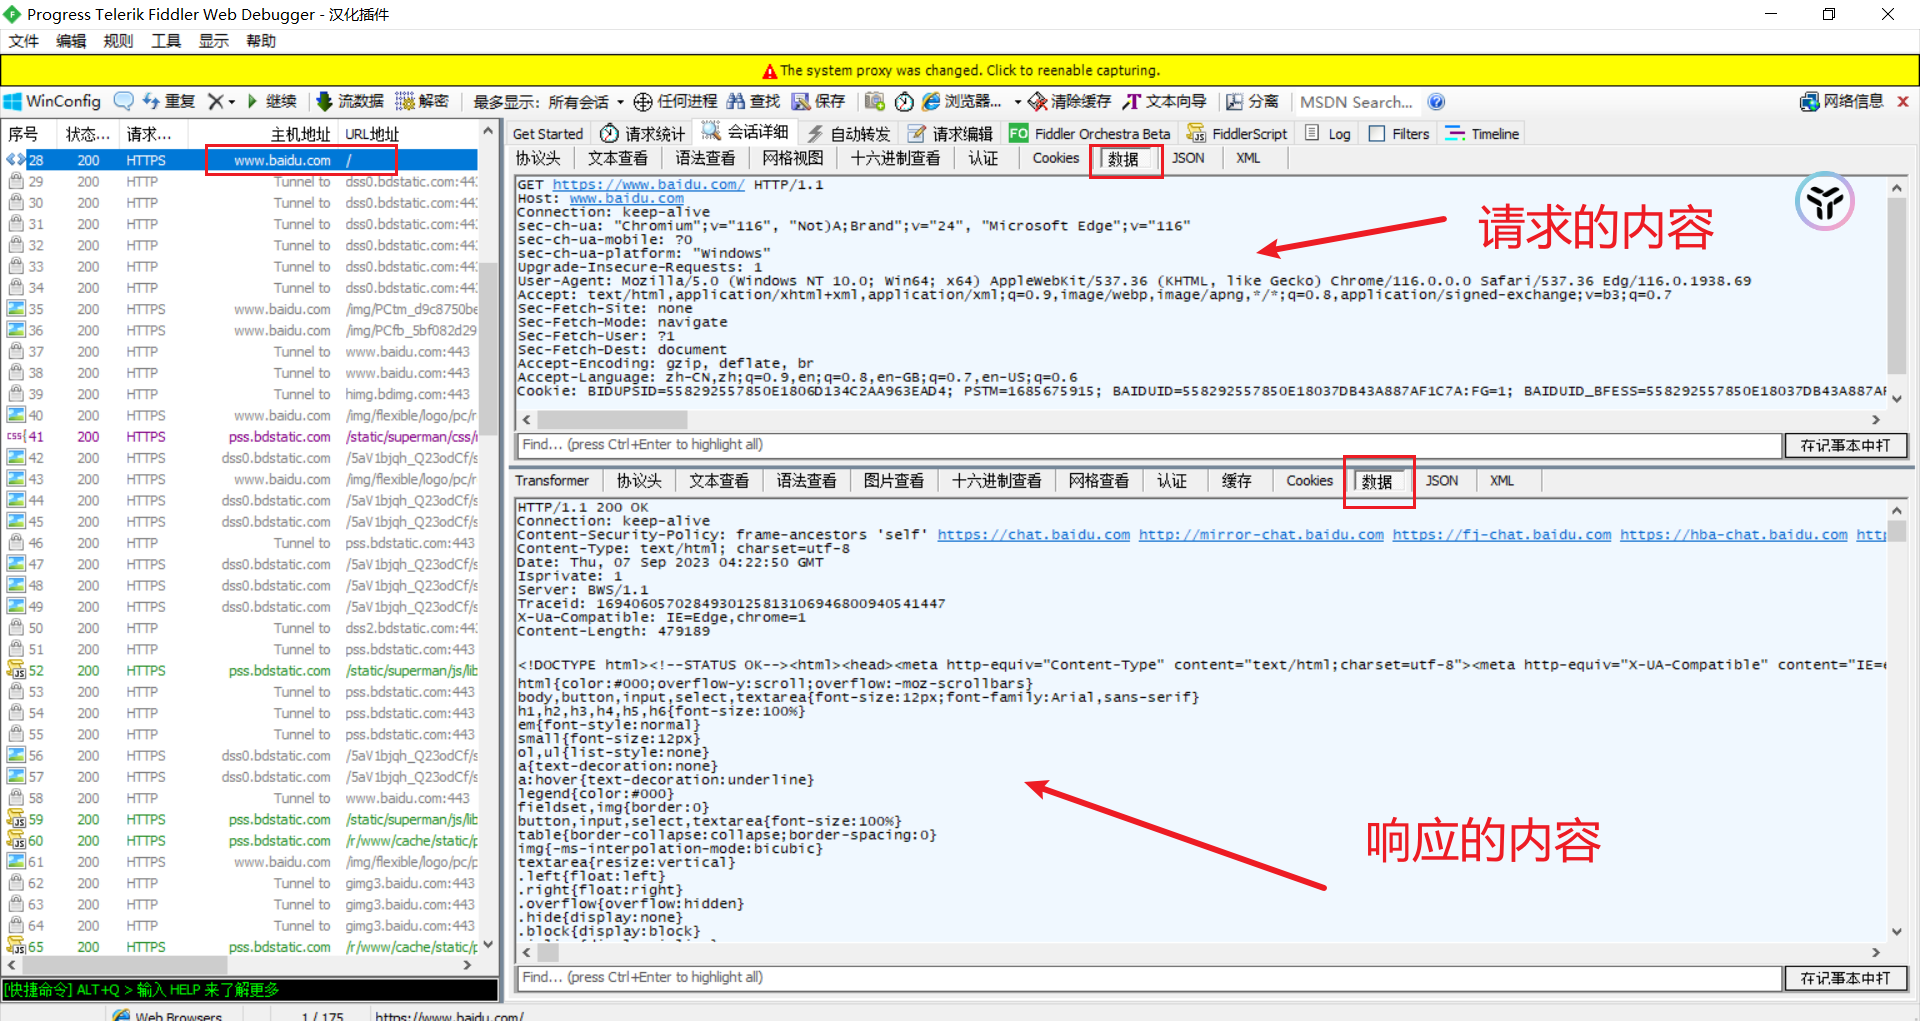 Progress Telerik Fiddler Web Debugger - 汉化插件
文件 编辑 规则 工具 显示 帮助
The system proxy was changed. Click to reenable capturing.
WinConfig 重复 继续 流数据 解密 最多显示: 所有会话 任何进程 查找 保存 浏览器... 清除缓存 文本向导 分离 MSDN Search... 网络信息
序号 状态... 请求... 主机地址 URL地址
28 200 HTTPS www.baidu.com /
29 200 HTTP Tunnel to dss0.bdstatic.com:443
30 200 HTTP Tunnel to dss0.bdstatic.com:443
31 200 HTTP Tunnel to dss0.bdstatic.com:443
32 200 HTTP Tunnel to dss0.bdstatic.com:443
33 200 HTTP Tunnel to dss0.bdstatic.com:443
34 200 HTTP Tunnel to dss0.bdstatic.com:443
35 200 HTTPS www.baidu.com /img/PCtm_d9c8750be
36 200 HTTPS www.baidu.com /img/PCfb_5bf082d29
37 200 HTTP Tunnel to www.baidu.com:443
38 200 HTTP Tunnel to www.baidu.com:443
39 200 HTTP Tunnel to himg.bdimg.com:443
40 200 HTTPS www.baidu.com /img/flexible/logo/pc/r
41 200 HTTPS pss.bdstatic.com /static/superman/css/r
42 200 HTTPS dss0.bdstatic.com /5aV1bjqh_Q23odCf/s
43 200 HTTPS www.baidu.com /img/flexible/logo/pc/r
44 200 HTTPS dss0.bdstatic.com /5aV1bjqh_Q23odCf/s
45 200 HTTPS dss0.bdstatic.com /5aV1bjqh_Q23odCf/s
46 200 HTTP Tunnel to pss.bdstatic.com:443
47 200 HTTPS dss0.bdstatic.com /5aV1bjqh_Q23odCf/s
48 200 HTTPS dss0.bdstatic.com /5aV1bjqh_Q23odCf/s
49 200 HTTPS dss0.bdstatic.com /5aV1bjqh_Q23odCf/s
50 200 HTTP Tunnel to dss2.bdstatic.com:443
51 200 HTTP Tunnel to pss.bdstatic.com:443
52 200 HTTPS pss.bdstatic.com /static/superman/js/lib
53 200 HTTP Tunnel to pss.bdstatic.com:443
54 200 HTTP Tunnel to pss.bdstatic.com:443
55 200 HTTP Tunnel to pss.bdstatic.com:443
56 200 HTTPS dss0.bdstatic.com /5aV1bjqh_Q23odCf/s
57 200 HTTPS dss0.bdstatic.com /5aV1bjqh_Q23odCf/s
58 200 HTTP Tunnel to www.baidu.com:443
59 200 HTTPS pss.bdstatic.com /static/superman/js/lib
60 200 HTTPS pss.bdstatic.com /r/www/cache/static/p
61 200 HTTPS www.baidu.com /img/flexible/logo/pc/p
62 200 HTTP Tunnel to gimg3.baidu.com:443
63 200 HTTP Tunnel to gimg3.baidu.com:443
64 200 HTTP Tunnel to gimg3.baidu.com:443
65 200 HTTPS pss.bdstatic.com /r/www/cache/static/p
[快捷命令] ALT+Q > 输入 HELP 来了解更多
Web Browsers 1 / 175 https://www.baidu.com/
Get Started 请求统计 会话详细 自动转发 请求编辑 FO Fiddler Orchestra Beta FiddlerScript Log Filters Timeline
协议头 文本查看 语法查看 网格视图 十六进制查看 认证 Cookies 数据 JSON XML
GET https://www.baidu.com/ HTTP/1.1
Host: www.baidu.com
Connection: keep-alive
sec-ch-ua: "Chromium";v="116", "Not)A;Brand";v="24", "Microsoft Edge";v="116"
sec-ch-ua-mobile: ?0
sec-ch-ua-platform: "Windows"
Upgrade-Insecure-Requests: 1
User-Agent: Mozilla/5.0 (Windows NT 10.0; Win64; x64) AppleWebKit/537.36 (KHTML, like Gecko) Chrome/116.0.0.0 Safari/537.36 Edg/116.0.1938.69
Accept: text/html,application/xhtml+xml,application/xml;q=0.9,image/webp,image/apng,*/*;q=0.8,application/signed-exchange;v=b3;q=0.7
Sec-Fetch-Site: none
Sec-Fetch-Mode: navigate
Sec-Fetch-User: ?1
Sec-Fetch-Dest: document
Accept-Encoding: gzip, deflate, br
Accept-Language: zh-CN,zh;q=0.9,en;q=0.8,en-GB;q=0.7,en-US;q=0.6
Cookie: BIDUPSID=558292557850E1806D134C2AA963EAD4; PSTM=1685675915; BAIDUID=558292557850E18037DB43A887AF1C7A:FG=1; BAIDUID_BFESS=558292557850E18037DB43A887AF
请求的内容
Find... (press Ctrl+Enter to highlight all) 在记事本中打
Transformer 协议头 文本查看 语法查看 图片查看 十六进制查看 网格查看 认证 缓存 Cookies 数据 JSON XML
HTTP/1.1 200 OK
Connection: keep-alive
Content-Security-Policy: frame-ancestors 'self' https://chat.baidu.com http://mirror-chat.baidu.com https://fj-chat.baidu.com https://hba-chat.baidu.com http
Content-Type: text/html; charset=utf-8
Date: Thu, 07 Sep 2023 04:22:50 GMT
Isprivate: 1
Server: BWS/1.1
Traceid: 1694060570284930125813106946800940541447
X-Ua-Compatible: IE=Edge,chrome=1
Content-Length: 479189
<!DOCTYPE html><!--STATUS OK--><html><head><meta http-equiv="Content-Type" content="text/html;charset=utf-8"><meta http-equiv="X-UA-Compatible" content="IE=e
html{color:#000;overflow-y:scroll;overflow:-moz-scrollbars}
body,button,input,select,textarea{font-size:12px;font-family:Arial,sans-serif}
h1,h2,h3,h4,h5,h6{font-size:100%}
em{font-style:normal}
small{font-size:12px}
ol,ul{list-style:none}
a{text-decoration:none}
a:hover{text-decoration:underline}
legend{color:#000}
fieldset,img{border:0}
button,input,select,textarea{font-size:100%}
table{border-collapse:collapse;border-spacing:0}
img{-ms-interpolation-mode:bicubic}
textarea{resize:vertical}
.left{float:left}
.right{float:right}
.overflow{overflow:hidden}
.hide{display:none}
.block{display:block}
响应的内容
Find... (press Ctrl+Enter to highlight all) 在记事本中打